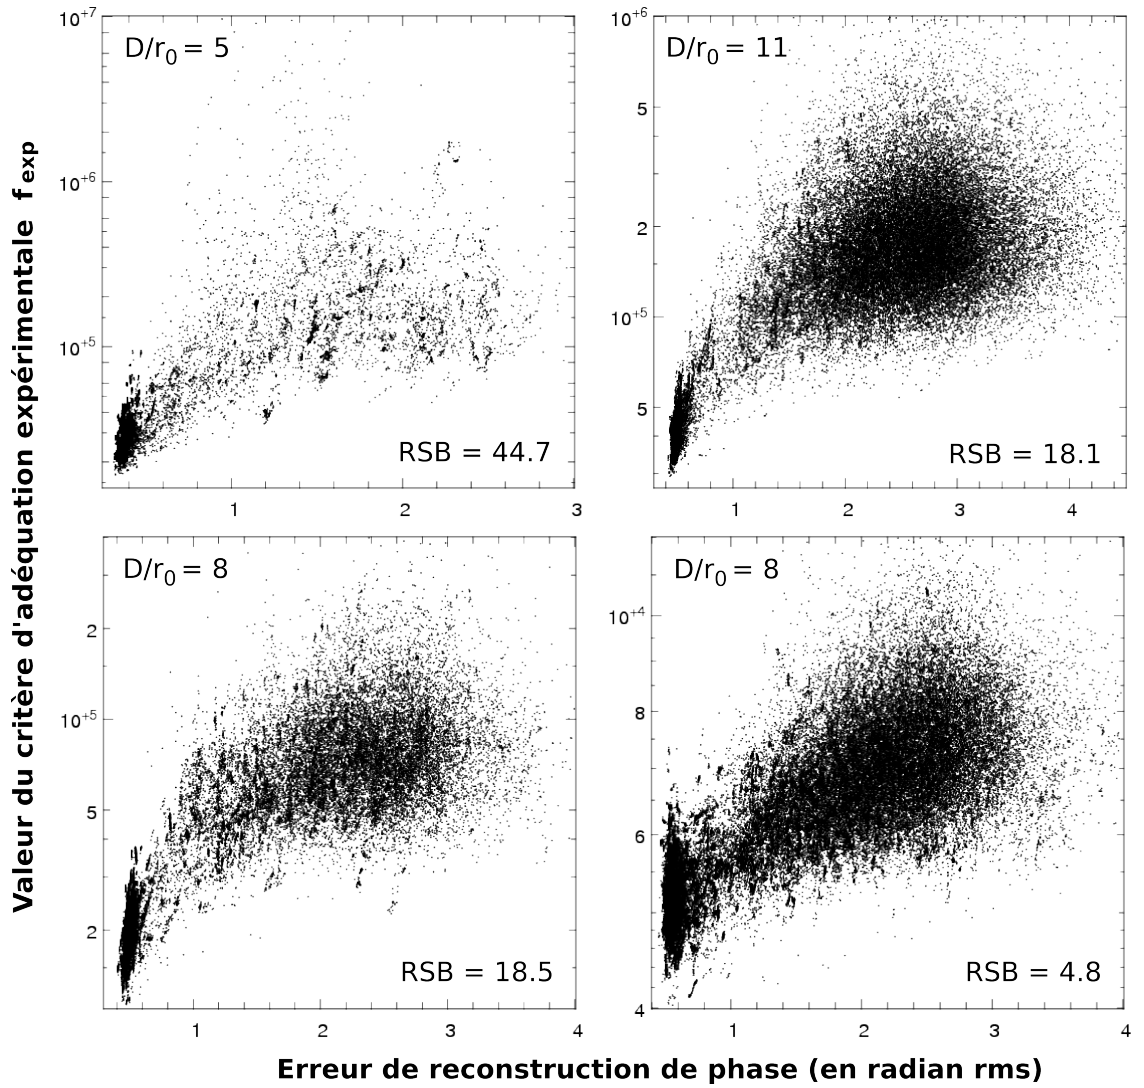 Valeur du critère d'adéquation expérimentale f exp
10+7
D/r0 = 5
10+6
10+5
RSB = 44.7
1 2 3
10+6
D/r0 = 11
5
2
10+5
5
RSB = 18.1
1 2 3 4
D/r0 = 8
2
10+5
5
2
RSB = 18.5
1 2 3 4
D/r0 = 8
10+4
8
6
4
RSB = 4.8
1 2 3 4
Erreur de reconstruction de phase (en radian rms)